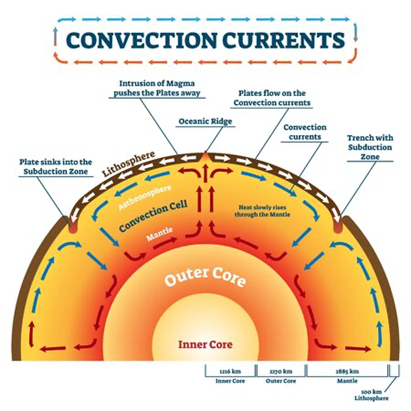 CONVECTION CURRENTS
Intrusion of Magma
pushes the Plates away
Plates flow on the
Convection currents
Oceanic Ridge
Convection
currents
Trench with
Subduction
Zone
Plate sinks into the
Subduction Zone
Lithosphere
Asthenosphere
Convection Cell
Heat slowly rises
through the Mantle
Mantle
Outer Core
Inner Core
1216 km
Inner Core
2270 km
Outer Core
2885 km
Mantle
100 km
Lithosphere